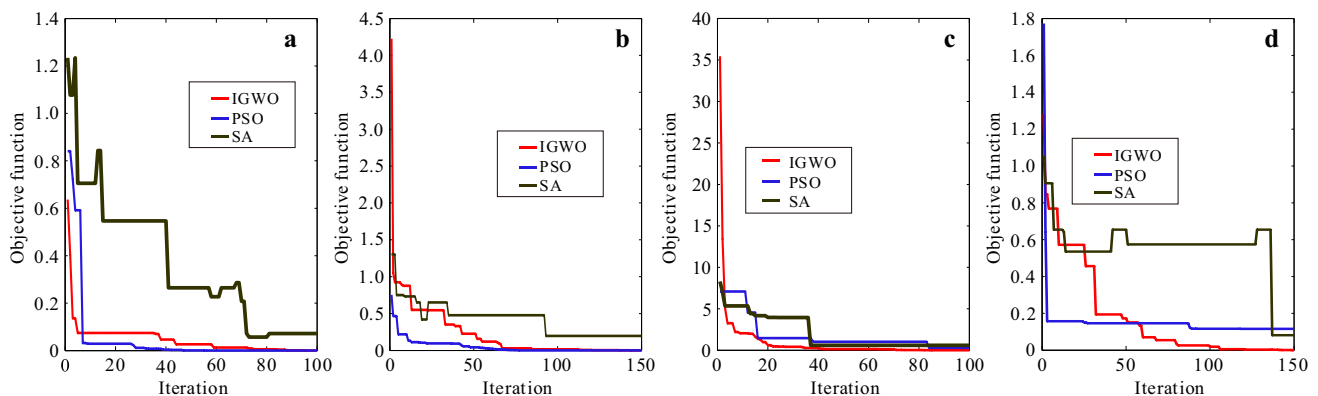 a
1.4
1.2
1.0
0.8
0.6
0.4
0.2
0
0 20 40 60 80 100
Objective function
Iteration
IGWO
PSO
SA
b
4.5
4.0
3.5
3.0
2.5
2.0
1.5
1.0
0.5
0
0 50 100 150
Objective function
Iteration
IGWO
PSO
SA
c
40
35
30
25
20
15
10
5
0
0 20 40 60 80 100
Objective function
Iteration
IGWO
PSO
SA
d
1.8
1.6
1.4
1.2
1.0
0.8
0.6
0.4
0.2
0
0 50 100 150
Objective function
Iteration
IGWO
PSO
SA